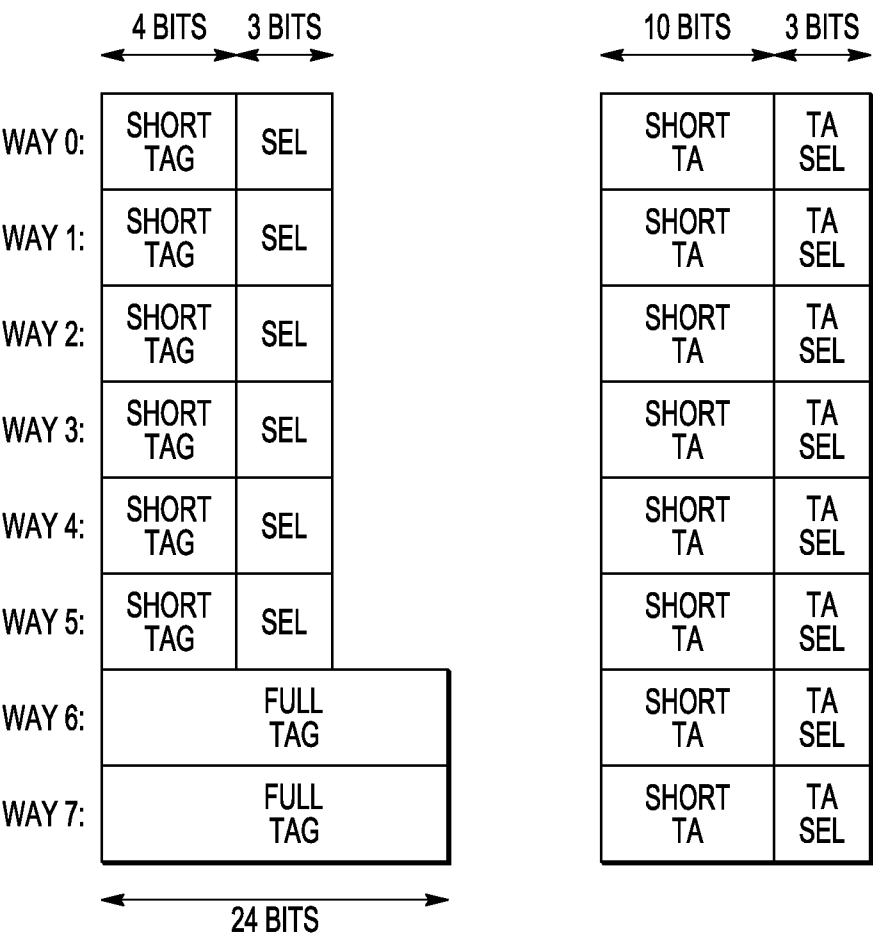 4 BITS 3 BITS 10 BITS 3 BITS
WAY 0: SHORT TAG SEL SHORT TA TA SEL
WAY 1: SHORT TAG SEL SHORT TA TA SEL
WAY 2: SHORT TAG SEL SHORT TA TA SEL
WAY 3: SHORT TAG SEL SHORT TA TA SEL
WAY 4: SHORT TAG SEL SHORT TA TA SEL
WAY 5: SHORT TAG SEL SHORT TA TA SEL
WAY 6: FULL TAG SHORT TA TA SEL
WAY 7: FULL TAG SHORT TA TA SEL
24 BITS